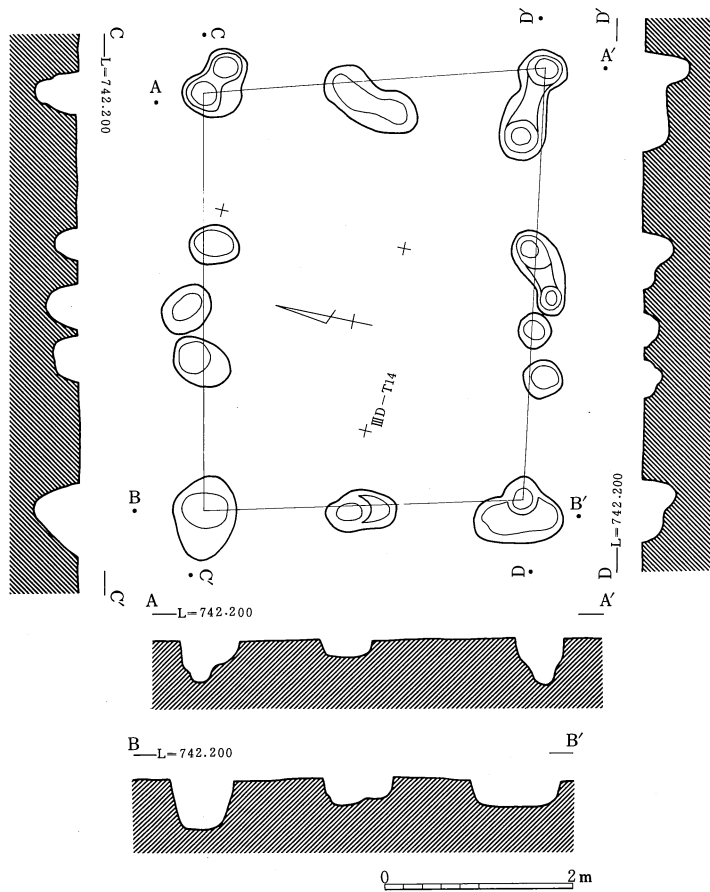 C
C
D′
D′
L=742.200
A
A′
ⅢD−T14
B
B′
L=742.200
C′
C′
D
D
A
L=742.200
A′
B
L=742.200
B′
0
2m